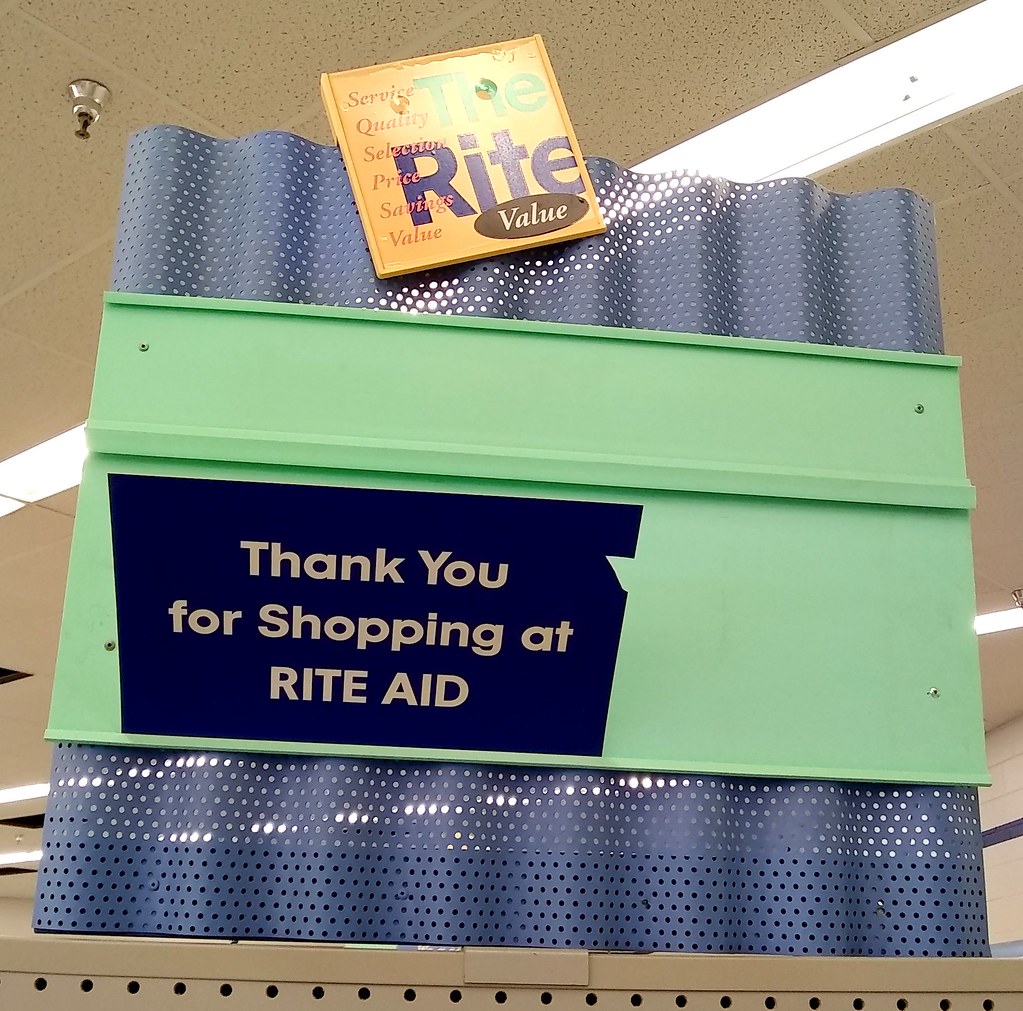 The
Rite
Value
Service
Quality
Selection
Price
Savings
Value
Thank You
for Shopping at
RITE AID